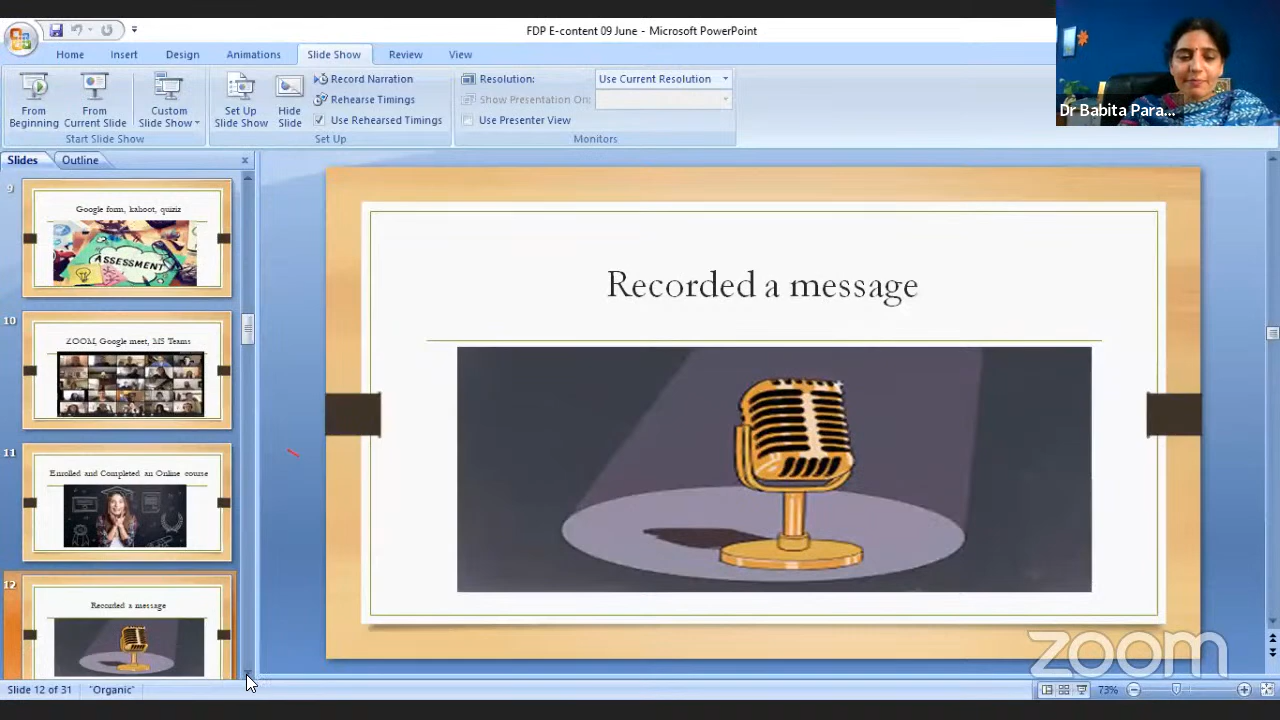 FDP E-content 09 June - Microsoft PowerPoint
Home Insert Design Animations Slide Show Review View
From Beginning
From Current Slide
Custom Slide Show
Start Slide Show
Set Up Slide Show
Hide Slide
Record Narration
Rehearse Timings
Use Rehearsed Timings
Set Up
Resolution: Use Current Resolution
Show Presentation On:
Use Presenter View
Monitors
Dr Babita Para...
Slides Outline
9
Google form, kahoot, quiziz
ASSESSMENT
10
ZOOM, Google meet, MS Teams
11
Enrolled and Completed an Online course
12
Recorded a message
Recorded a message
zoom
Slide 12 of 31 "Organic" 73%